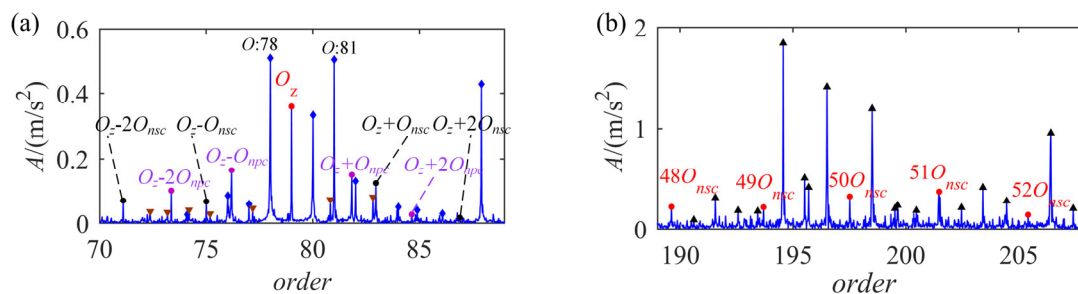 (a)
A/(m/s²)
0.6
0.4
0.2
0
O:78
O:81
O_z
O_z-2O_nsc
O_z-O_nsc
O_z+O_nsc
O_z+2O_nsc
O_z-2O_npc
O_z-O_npc
O_z+O_npc
O_z+2O_npc
70 75 80 85
order
(b)
A/(m/s²)
2
1
0
48O_nsc
49O_nsc
50O_nsc
51O_nsc
52O_nsc
190 195 200 205
order